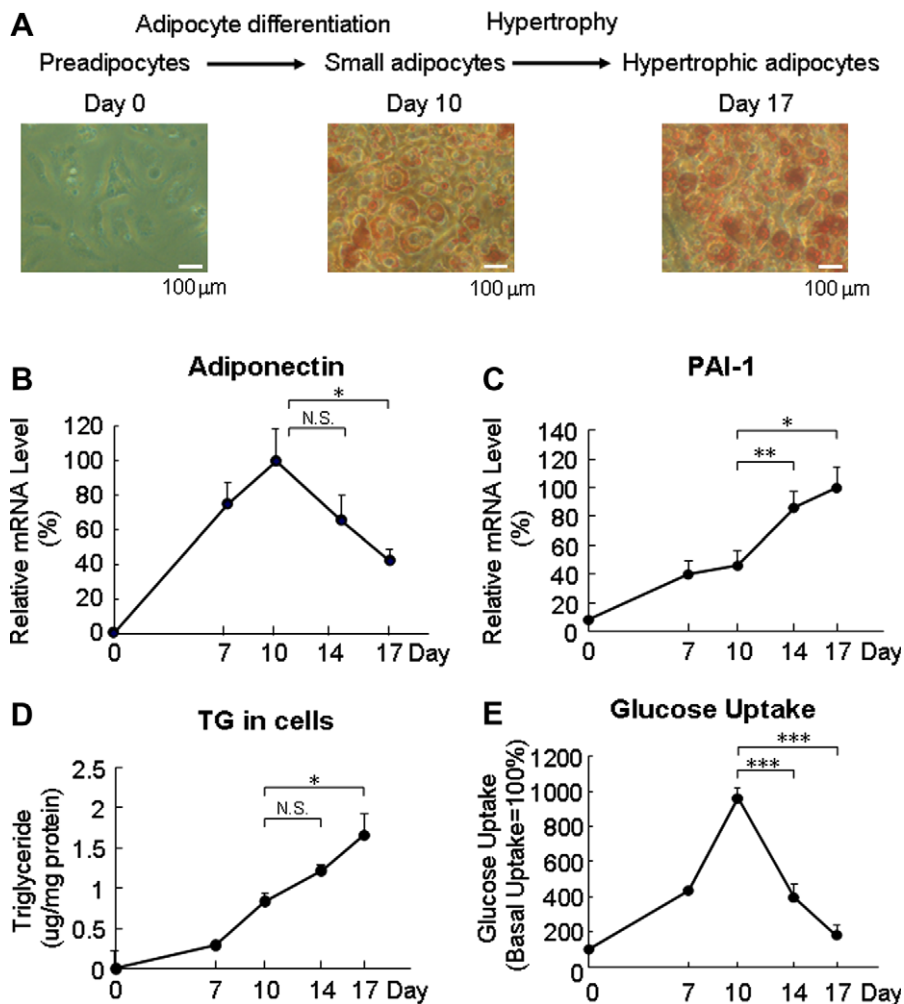 A
Adipocyte differentiation
Hypertrophy
Preadipocytes
Small adipocytes
Hypertrophic adipocytes
Day 0
Day 10
Day 17
100 μm
100 μm
100 μm
B
Adiponectin
Relative mRNA Level
(%)
120
100
80
60
40
20
0
*
N.S.
0 7 10 14 17 Day
C
PAI-1
Relative mRNA Level
(%)
140
120
100
80
60
40
20
0
*
**
0 7 10 14 17 Day
D
TG in cells
Triglyceride
(ug/mg protein)
2.5
2
1.5
1
0.5
0
*
N.S.
0 7 10 14 17 Day
E
Glucose Uptake
Glucose Uptake
(Basal Uptake=100%)
1200
1000
800
600
400
200
***
***
0 7 10 14 17 Day